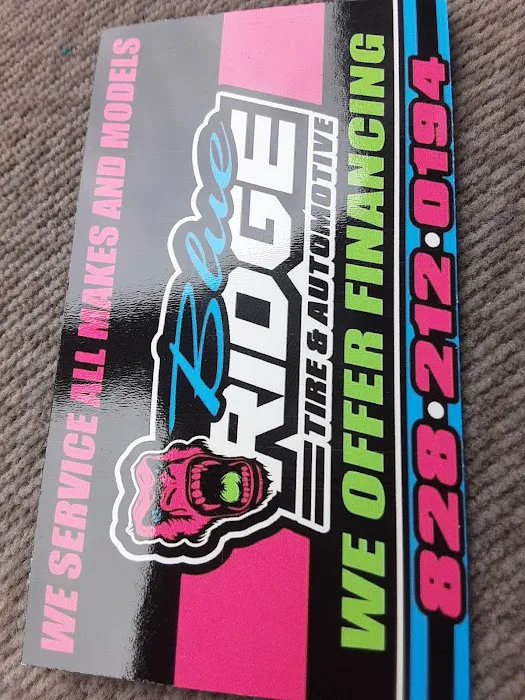 WE SERVICE ALL MAKES AND MODELS
Blue
RIDGE
TIRE & AUTOMOTIVE
WE OFFER FINANCING
828•212•0194